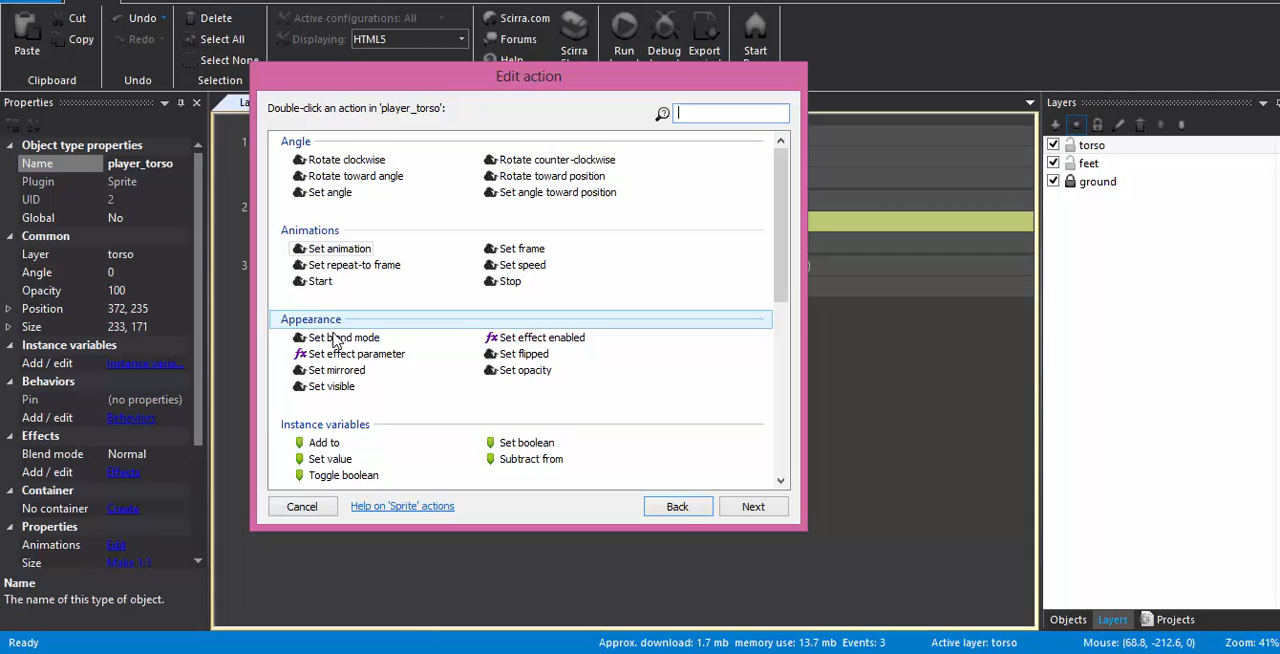 Cut
Copy
Paste
Clipboard
Undo
Redo
Undo
Delete
Select All
Select None
Selection
Active configurations: All
Displaying: HTML5
Scirra.com
Forums
Help
Scirra
Run
Debug
Export
Start
Properties
Object type properties
Name player_torso
Plugin Sprite
UID 2
Global No
Common
Layer torso
Angle 0
Opacity 100
Position 372, 235
Size 233, 171
Instance variables
Add / edit Instance varia...
Behaviors
Pin (no properties)
Add / edit Behaviors
Effects
Blend mode Normal
Add / edit Effects
Container
No container Create
Properties
Animations Edit
Size Make 1:1
Name
The name of this type of object.
1
2
3
Edit action
Double-click an action in 'player_torso':
Angle
Rotate clockwise Rotate counter-clockwise
Rotate toward angle Rotate toward position
Set angle Set angle toward position
Animations
Set animation Set frame
Set repeat-to frame Set speed
Start Stop
Appearance
Set blend mode Set effect enabled
Set effect parameter Set flipped
Set mirrored Set opacity
Set visible
Instance variables
Add to Set boolean
Set value Subtract from
Toggle boolean
Cancel Help on 'Sprite' actions Back Next
Layers
torso
feet
ground
Objects Layers Projects
Ready Approx. download: 1.7 mb memory use: 13.7 mb Events: 3 Active layer: torso Mouse: (68.8, -212.6, 0) Zoom: 41%